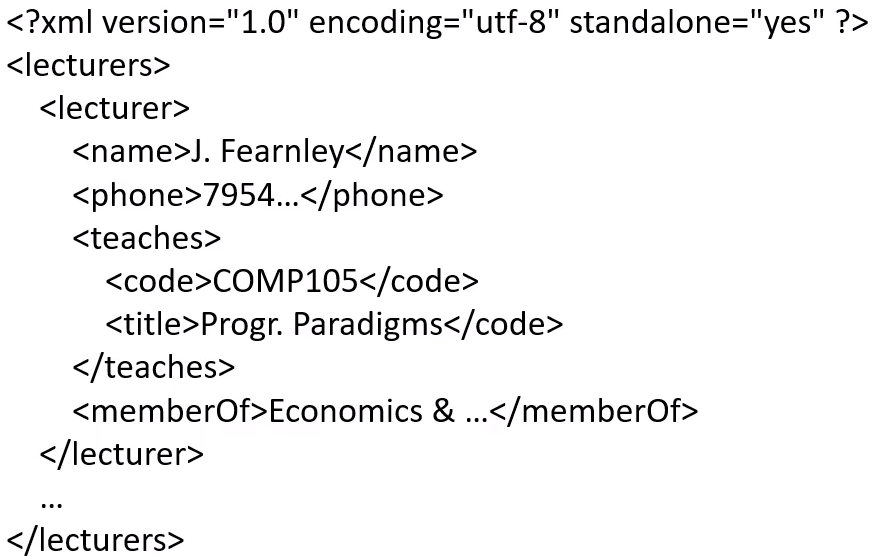 <?xml version="1.0" encoding="utf-8" standalone="yes" ?>
<lecturers>
<lecturer>
<name>J. Fearnley</name>
<phone>7954…</phone>
<teaches>
<code>COMP105</code>
<title>Progr. Paradigms</code>
</teaches>
<memberOf>Economics & …</memberOf>
</lecturer>
…
</lecturers>